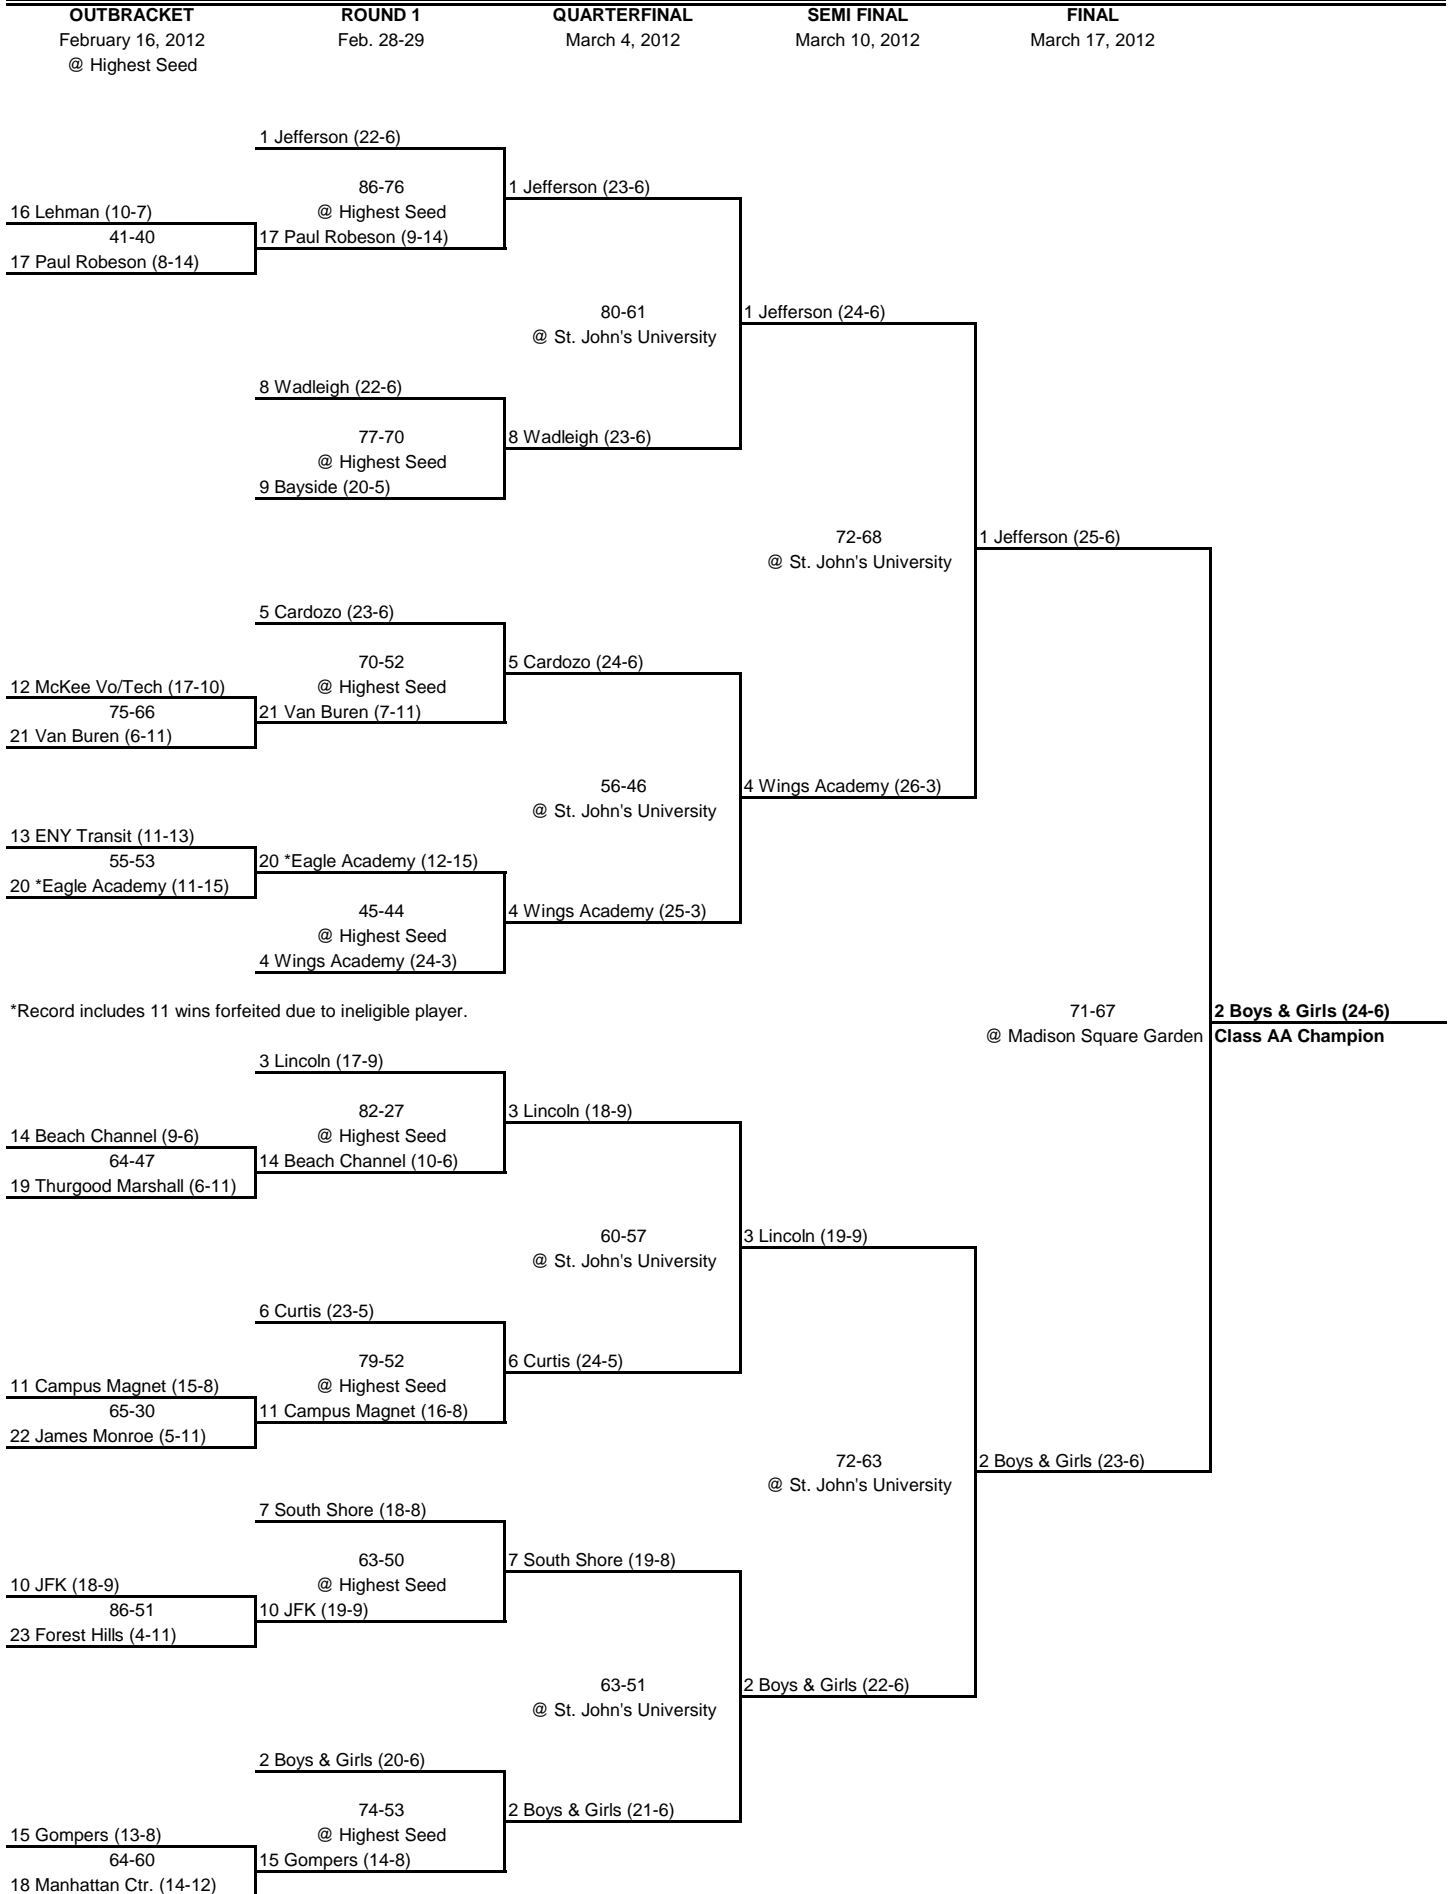 OUTBRACKET ROUND 1 QUARTERFINAL SEMI FINAL FINAL
February 16, 2012 Feb. 28-29 March 4, 2012 March 10, 2012 March 17, 2012
@ Highest Seed
1 Jefferson (22-6)
86-76 1 Jefferson (23-6)
16 Lehman (10-7) @ Highest Seed
41-40 17 Paul Robeson (9-14)
17 Paul Robeson (8-14)
80-61 1 Jefferson (24-6)
@ St. John's University
8 Wadleigh (22-6)
77-70 8 Wadleigh (23-6)
@ Highest Seed
9 Bayside (20-5)
72-68 1 Jefferson (25-6)
@ St. John's University
5 Cardozo (23-6)
70-52 5 Cardozo (24-6)
12 McKee Vo/Tech (17-10) @ Highest Seed
75-66 21 Van Buren (7-11)
21 Van Buren (6-11)
56-46 4 Wings Academy (26-3)
@ St. John's University
13 ENY Transit (11-13)
55-53 20 *Eagle Academy (12-15)
20 *Eagle Academy (11-15)
45-44 4 Wings Academy (25-3)
@ Highest Seed
4 Wings Academy (24-3)
*Record includes 11 wins forfeited due to ineligible player. 71-67 2 Boys & Girls (24-6)
@ Madison Square Garden Class AA Champion
3 Lincoln (17-9)
82-27 3 Lincoln (18-9)
14 Beach Channel (9-6) @ Highest Seed
64-47 14 Beach Channel (10-6)
19 Thurgood Marshall (6-11)
60-57 3 Lincoln (19-9)
@ St. John's University
6 Curtis (23-5)
79-52 6 Curtis (24-5)
11 Campus Magnet (15-8) @ Highest Seed
65-30 11 Campus Magnet (16-8)
22 James Monroe (5-11)
72-63 2 Boys & Girls (23-6)
@ St. John's University
7 South Shore (18-8)
63-50 7 South Shore (19-8)
10 JFK (18-9) @ Highest Seed
86-51 10 JFK (19-9)
23 Forest Hills (4-11)
63-51 2 Boys & Girls (22-6)
@ St. John's University
2 Boys & Girls (20-6)
74-53 2 Boys & Girls (21-6)
15 Gompers (13-8) @ Highest Seed
64-60 15 Gompers (14-8)
18 Manhattan Ctr. (14-12)